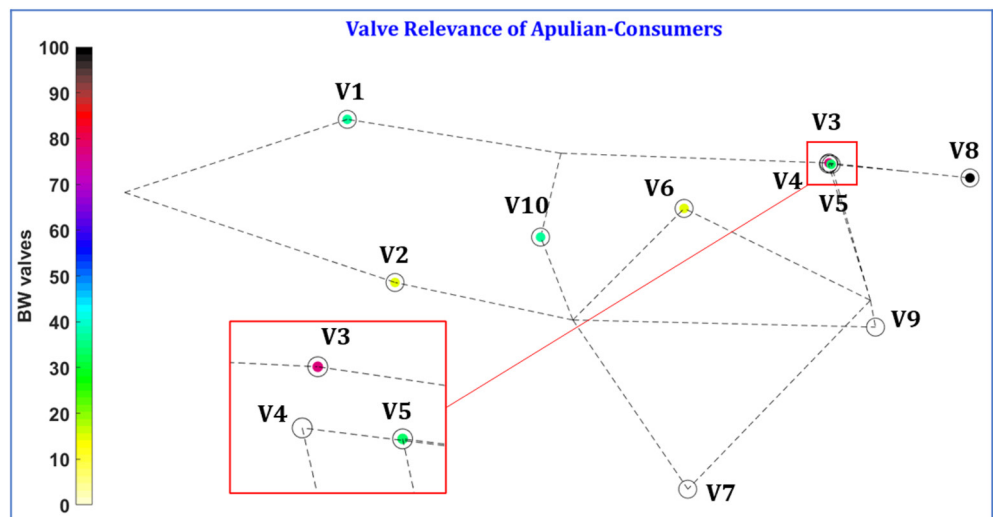 Valve Relevance of Apulian-Consumers
100
90
80
70
60
50
40
30
20
10
0
BW valves
V1
V3
V8
V4
V5
V6
V10
V2
V9
V3
V4
V5
V7